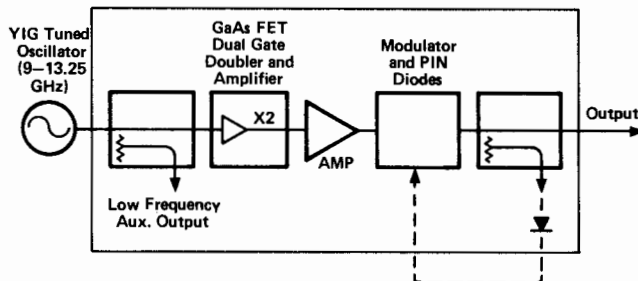 YIG Tuned
Oscillator
(9–13.25
GHz)
GaAs FET
Dual Gate
Doubler and
Amplifier
Modulator
and PIN
Diodes
X2
AMP
Output
Low Frequency
Aux. Output